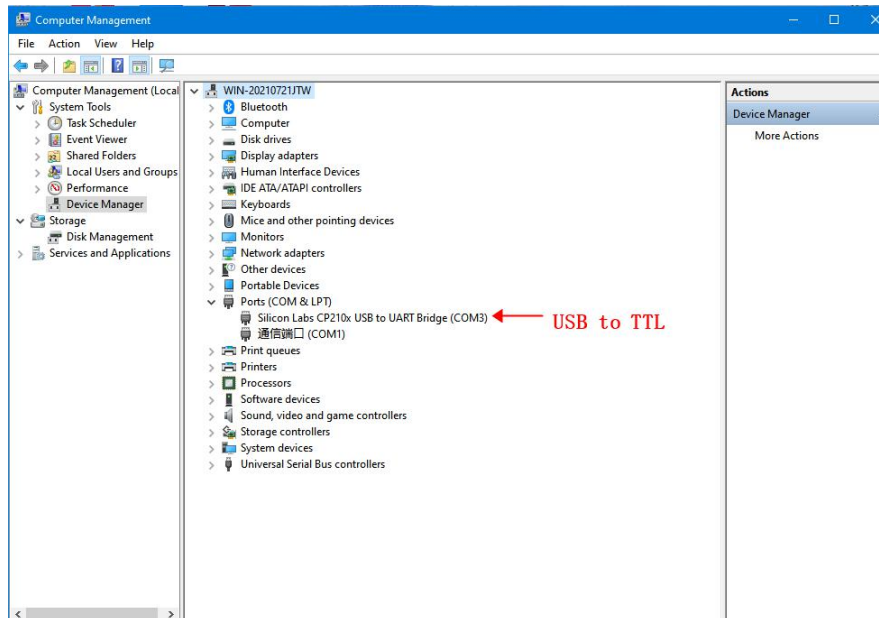 Computer Management
File Action View Help
Computer Management (Local
System Tools
Task Scheduler
Event Viewer
Shared Folders
Local Users and Groups
Performance
Device Manager
Storage
Disk Management
Services and Applications
WIN-20210721JTW
Bluetooth
Computer
Disk drives
Display adapters
Human Interface Devices
IDE ATA/ATAPI controllers
Keyboards
Mice and other pointing devices
Monitors
Network adapters
Other devices
Portable Devices
Ports (COM & LPT)
Silicon Labs CP210x USB to UART Bridge (COM3)
USB to TTL
通信端口 (COM1)
Print queues
Printers
Processors
Software devices
Sound, video and game controllers
Storage controllers
System devices
Universal Serial Bus controllers
Actions
Device Manager
More Actions